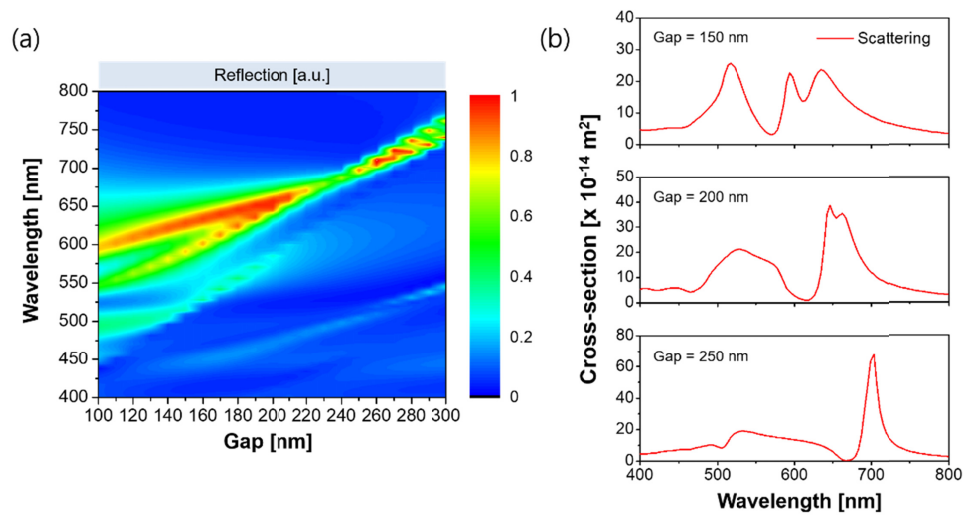 (a)
Reflection [a.u.]
800
750
700
650
600
550
500
450
400
Wavelength [nm]
100 120 140 160 180 200 220 240 260 280 300
Gap [nm]
1
0.8
0.6
0.4
0.2
0
(b)
Gap = 150 nm
Scattering
40
30
20
10
0
Gap = 200 nm
50
40
30
20
10
0
Gap = 250 nm
80
60
40
20
0
Cross-section [x 10⁻¹⁴ m²]
400 500 600 700 800
Wavelength [nm]